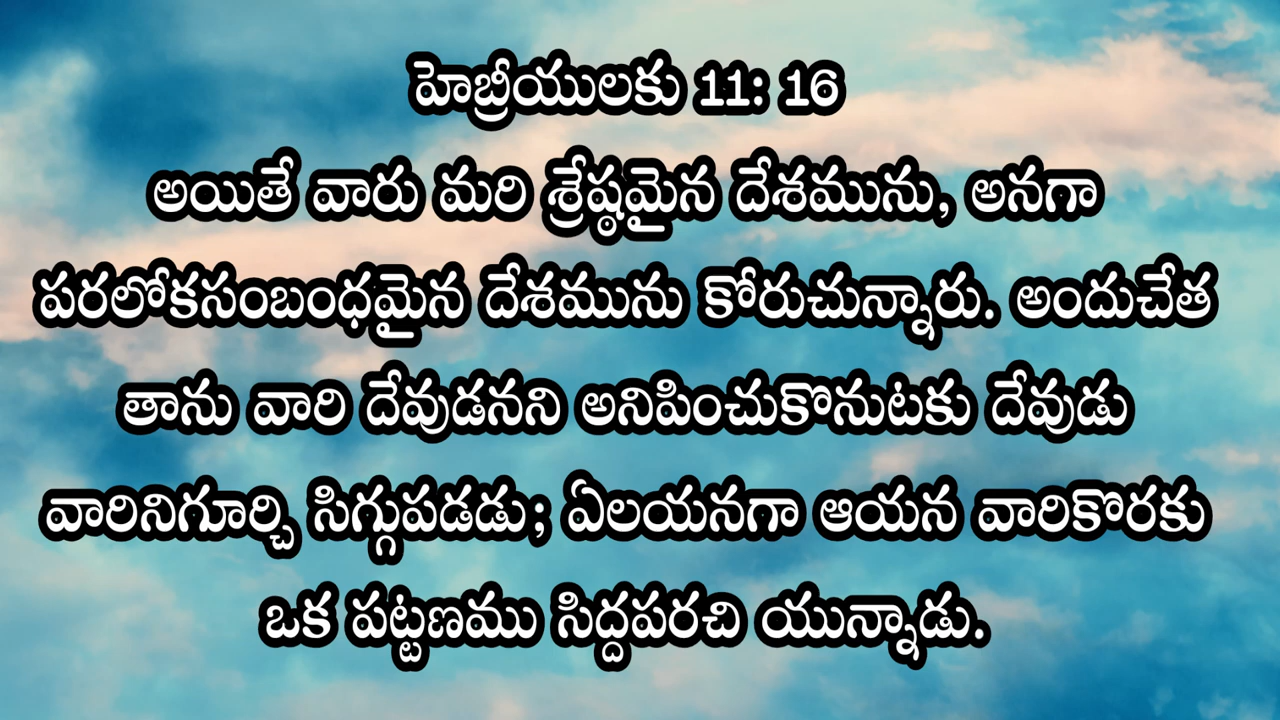 హెబ్రీయులకు 11: 16
అయితే వారు మరి శ్రేష్ఠమైన దేశమును, అనగా
పరలోకసంబంధమైన దేశమును కోరుచున్నారు. అందుచేత
తాను వారి దేవుడనని అనిపించుకొనుటకు దేవుడు
వారినిగూర్చి సిగ్గుపడడు; ఏలయనగా ఆయన వారికొరకు
ఒక పట్టణము సిద్దపరచి యున్నాడు.